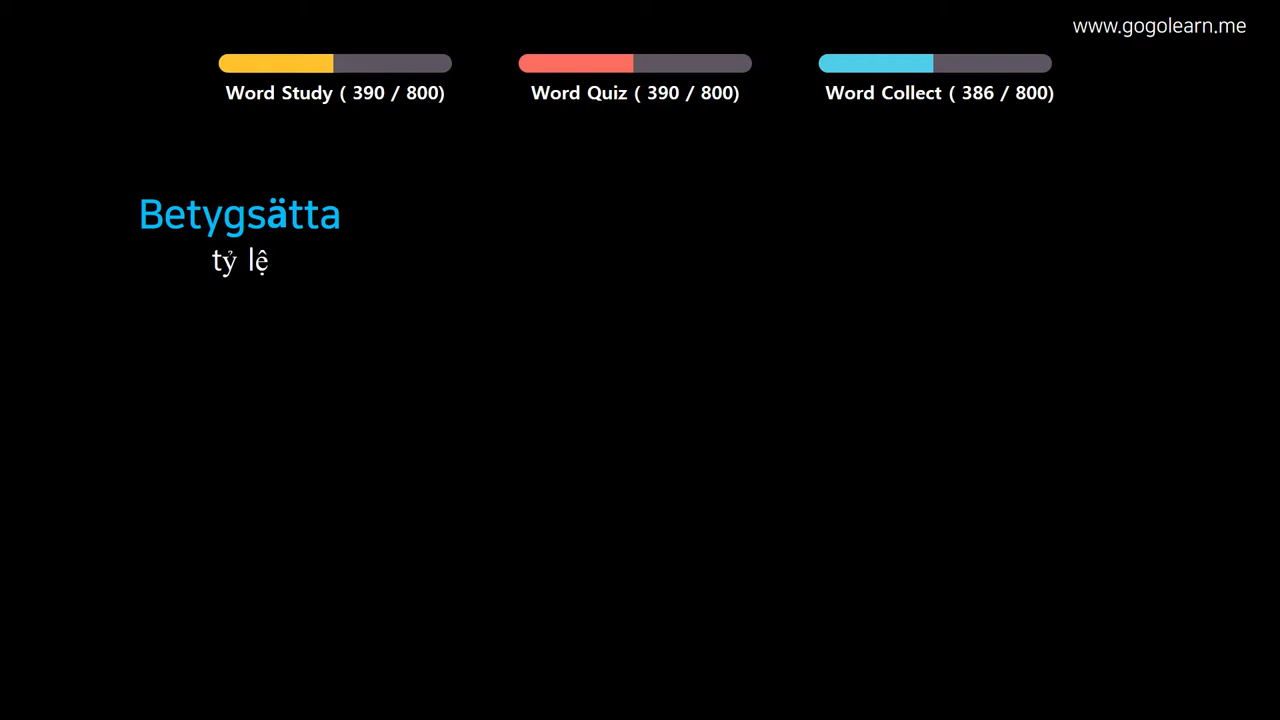 www.gogolearn.me
Word Study ( 390 / 800)
Word Quiz ( 390 / 800)
Word Collect ( 386 / 800)
Betygsätta
tỷ lệ